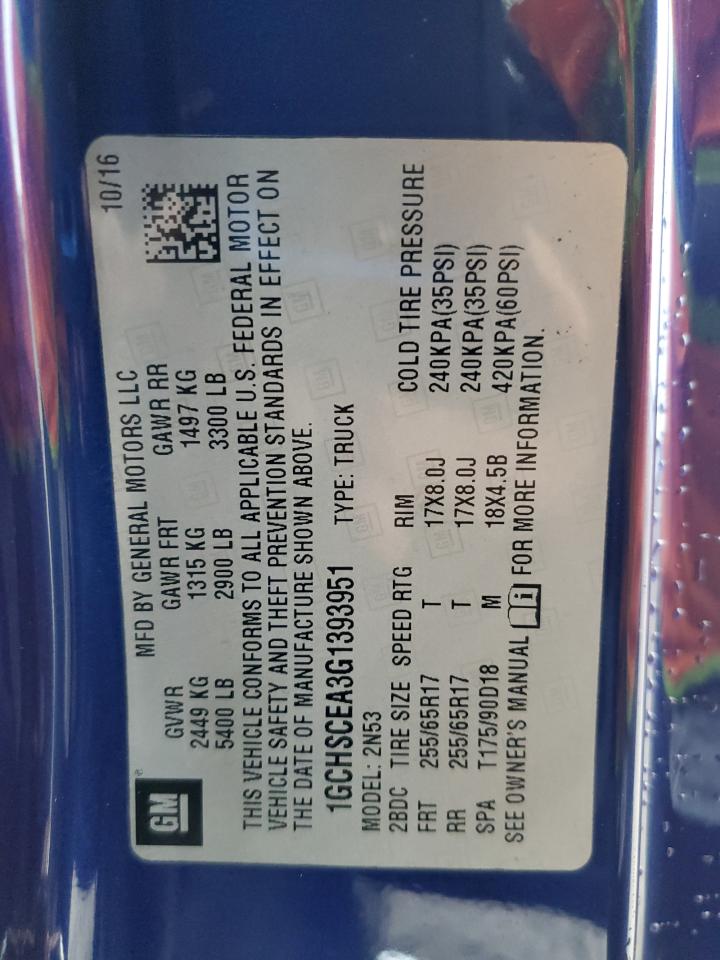 GM
MFD BY GENERAL MOTORS LLC 10/16
GVWR GAWR FRT GAWR RR
2449 KG 1315 KG 1497 KG
5400 LB 2900 LB 3300 LB
THIS VEHICLE CONFORMS TO ALL APPLICABLE U.S. FEDERAL MOTOR
VEHICLE SAFETY AND THEFT PREVENTION STANDARDS IN EFFECT ON
THE DATE OF MANUFACTURE SHOWN ABOVE.
1GCHSCEA3G1393951 TYPE: TRUCK
MODEL: 2N53
2BDC TIRE SIZE SPEED RTG RIM COLD TIRE PRESSURE
FRT 255/65R17 T 17X8.0J 240KPA(35PSI)
RR 255/65R17 T 17X8.0J 240KPA(35PSI)
SPA T175/90D18 M 18X4.5B 420KPA(60PSI)
SEE OWNER'S MANUAL i FOR MORE INFORMATION.